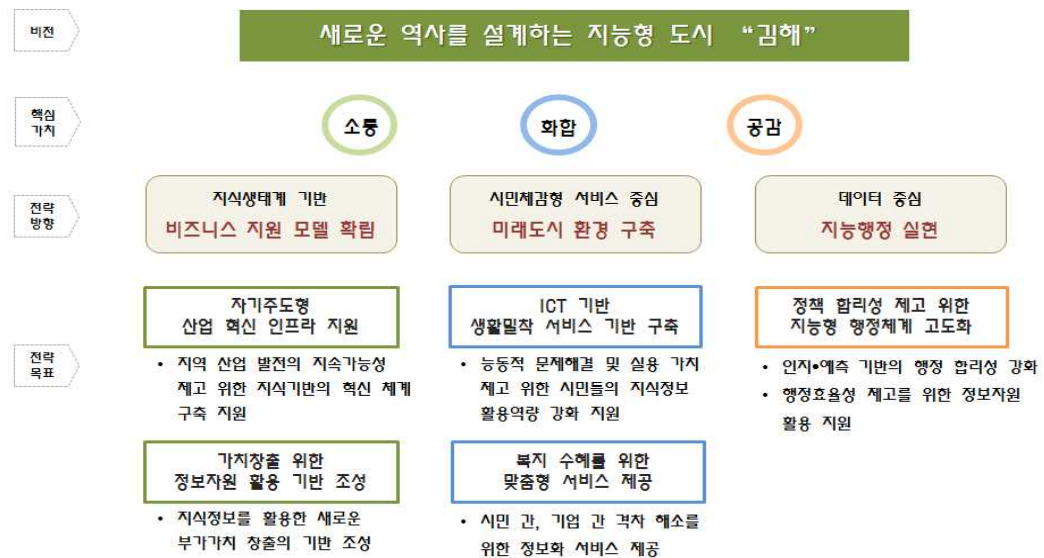 비전
새로운 역사를 설계하는 지능형 도시 “김해”
핵심
가치
소통
화합
공감
전략
방향
지식생태계 기반
비즈니스 지원 모델 확립
시민체감형 서비스 중심
미래도시 환경 구축
데이터 중심
지능행정 실현
전략
목표
자기주도형
산업 혁신 인프라 지원
• 지역 산업 발전의 지속가능성
제고 위한 지식기반의 혁신 체계
구축 지원
가치창출 위한
정보자원 활용 기반 조성
• 지식정보를 활용한 새로운
부가가치 창출의 기반 조성
ICT 기반
생활밀착 서비스 기반 구축
• 능동적 문제해결 및 실용 가치
제고 위한 시민들의 지식정보
활용역량 강화 지원
복지 수혜를 위한
맞춤형 서비스 제공
• 시민 간, 기업 간 격차 해소를
위한 정보화 서비스 제공
정책 합리성 제고 위한
지능형 행정체계 고도화
• 인지•예측 기반의 행정 합리성 강화
• 행정효율성 제고를 위한 정보자원
활용 지원